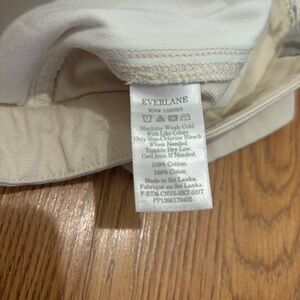 EVERLANE
Machine Wash Cold
With Like Colors
Only Non-Chlorine Bleach
When Needed
Tumble Dry Low.
Cool Iron If Needed.
100% Cotton.
100% Coton
Made in Sri Lanka.
Fabriqué au Sri Lanka.